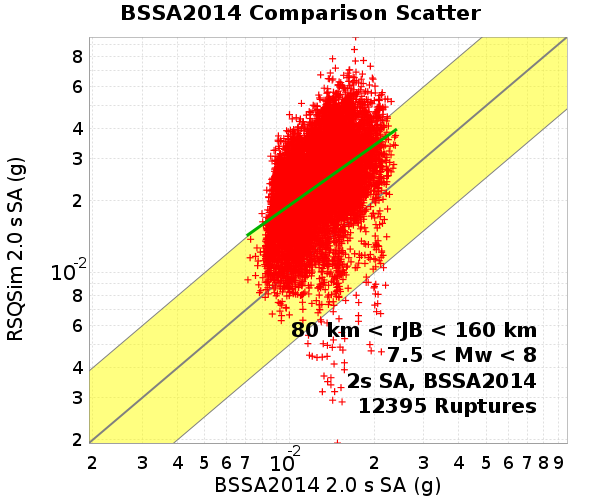 BSSA2014 Comparison Scatter
RSQSim 2.0 s SA (g)
8
6
4
3
2
10-2
8
6
4
3
2
80 km < rJB < 160 km
7.5 < Mw < 8
2s SA, BSSA2014
12395 Ruptures
2 3 4 5 6 7 10-2 2 3 4 5 6 7 8 9
BSSA2014 2.0 s SA (g)